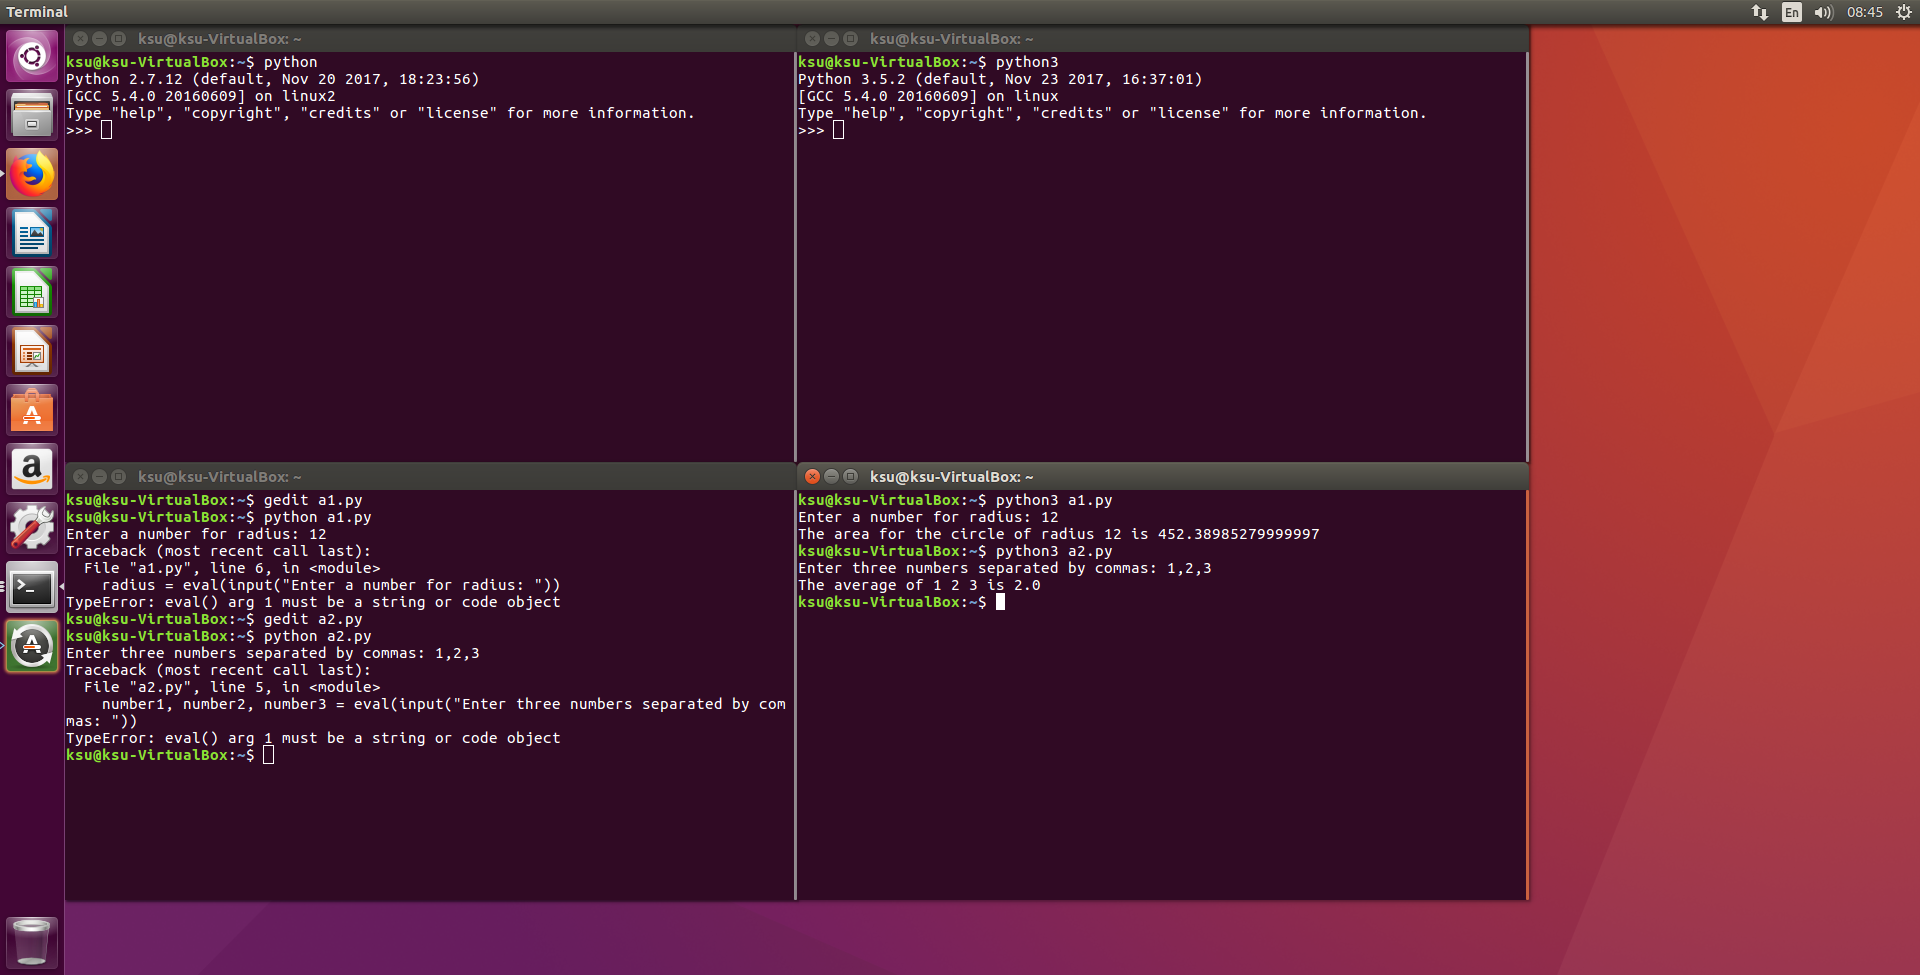 Terminal
En
08:45
ksu@ksu-VirtualBox: ~
ksu@ksu-VirtualBox:~$ python
Python 2.7.12 (default, Nov 20 2017, 18:23:56)
[GCC 5.4.0 20160609] on linux2
Type "help", "copyright", "credits" or "license" for more information.
>>>
ksu@ksu-VirtualBox: ~
ksu@ksu-VirtualBox:~$ python3
Python 3.5.2 (default, Nov 23 2017, 16:37:01)
[GCC 5.4.0 20160609] on linux
Type "help", "copyright", "credits" or "license" for more information.
>>>
ksu@ksu-VirtualBox: ~
ksu@ksu-VirtualBox:~$ gedit a1.py
ksu@ksu-VirtualBox:~$ python a1.py
Enter a number for radius: 12
Traceback (most recent call last):
  File "a1.py", line 6, in <module>
    radius = eval(input("Enter a number for radius: "))
TypeError: eval() arg 1 must be a string or code object
ksu@ksu-VirtualBox:~$ gedit a2.py
ksu@ksu-VirtualBox:~$ python a2.py
Enter three numbers separated by commas: 1,2,3
Traceback (most recent call last):
  File "a2.py", line 5, in <module>
    number1, number2, number3 = eval(input("Enter three numbers separated by com
mas: "))
TypeError: eval() arg 1 must be a string or code object
ksu@ksu-VirtualBox:~$
ksu@ksu-VirtualBox: ~
ksu@ksu-VirtualBox:~$ python3 a1.py
Enter a number for radius: 12
The area for the circle of radius 12 is 452.38985279999997
ksu@ksu-VirtualBox:~$ python3 a2.py
Enter three numbers separated by commas: 1,2,3
The average of 1 2 3 is 2.0
ksu@ksu-VirtualBox:~$